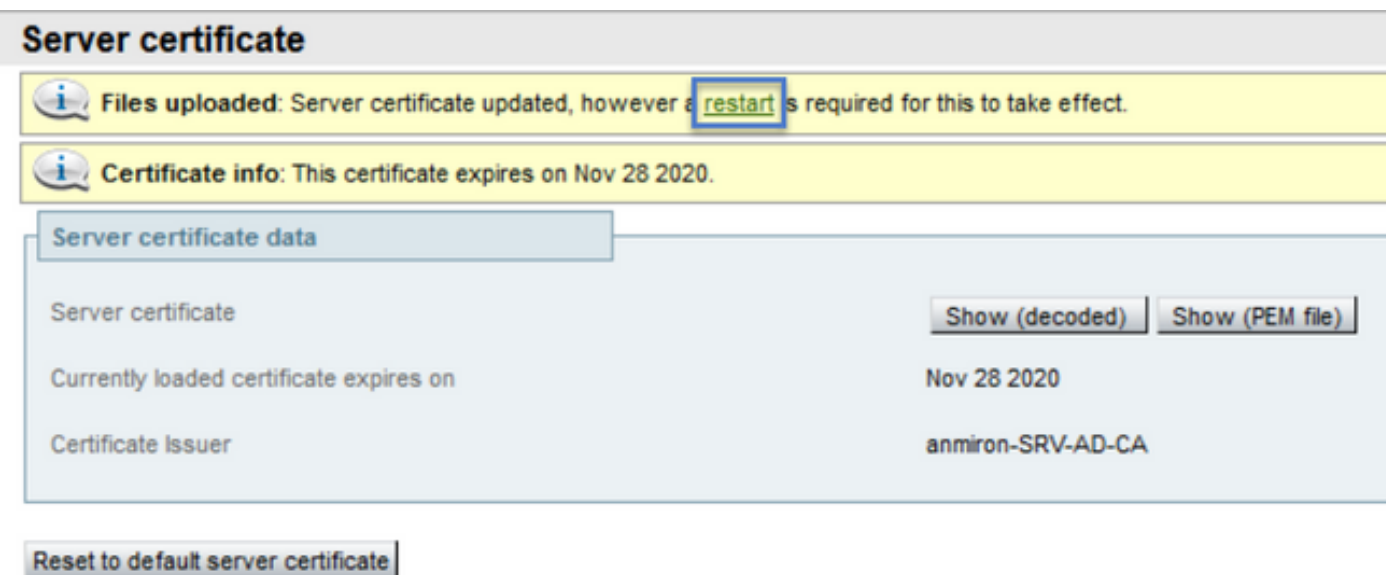 Server certificate
Files uploaded: Server certificate updated, however a restart is required for this to take effect.
Certificate info: This certificate expires on Nov 28 2020.
Server certificate data
Server certificate Show (decoded) Show (PEM file)
Currently loaded certificate expires on Nov 28 2020
Certificate Issuer anmiron-SRV-AD-CA
Reset to default server certificate